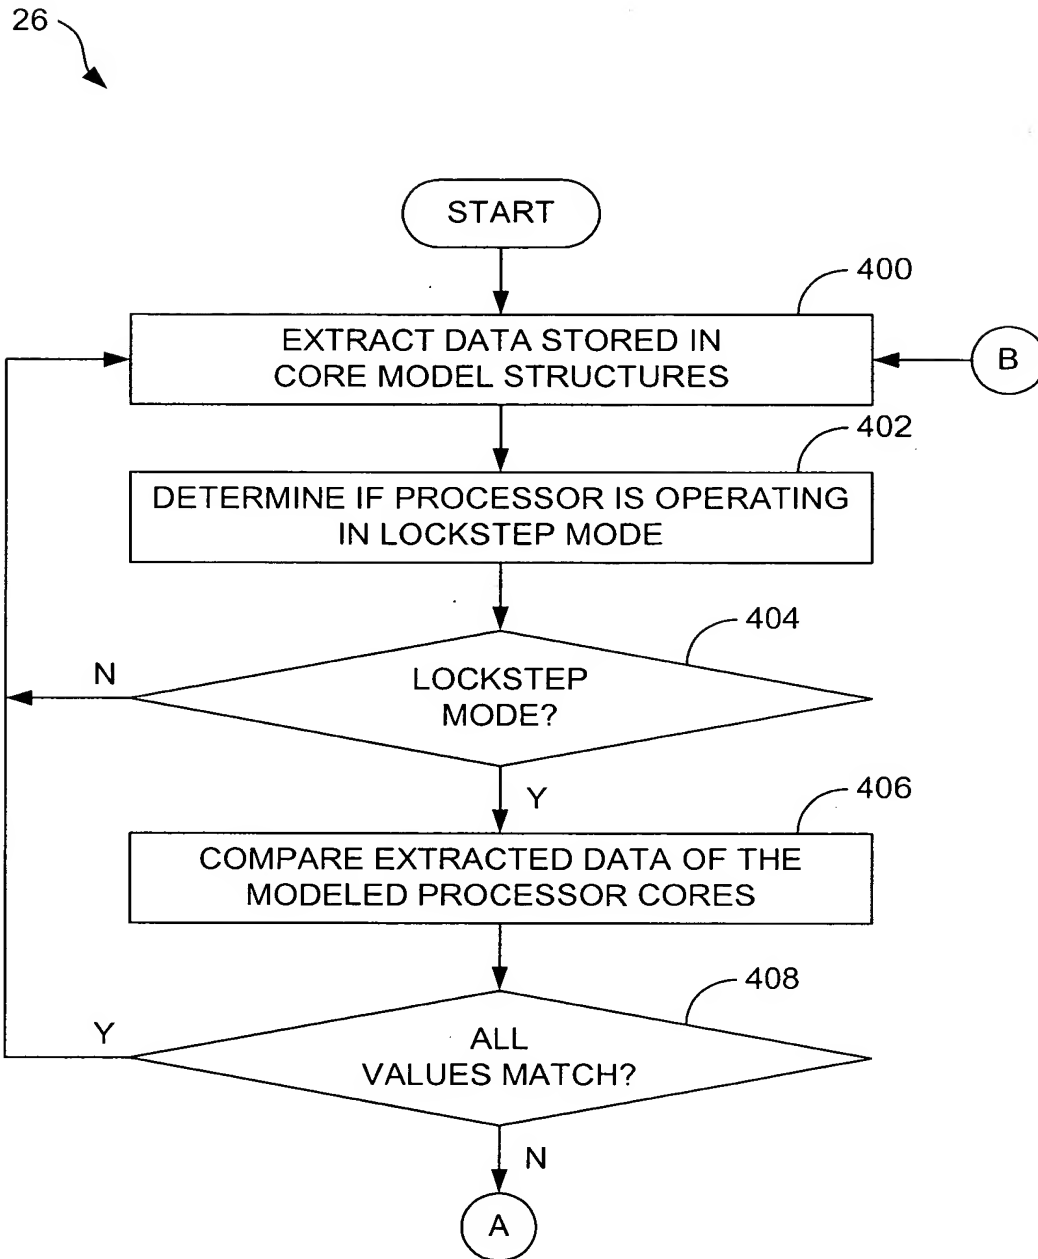 26
START
400
EXTRACT DATA STORED IN
CORE MODEL STRUCTURES
B
402
DETERMINE IF PROCESSOR IS OPERATING
IN LOCKSTEP MODE
404
N
LOCKSTEP
MODE?
Y
406
COMPARE EXTRACTED DATA OF THE
MODELED PROCESSOR CORES
408
Y
ALL
VALUES MATCH?
N
A